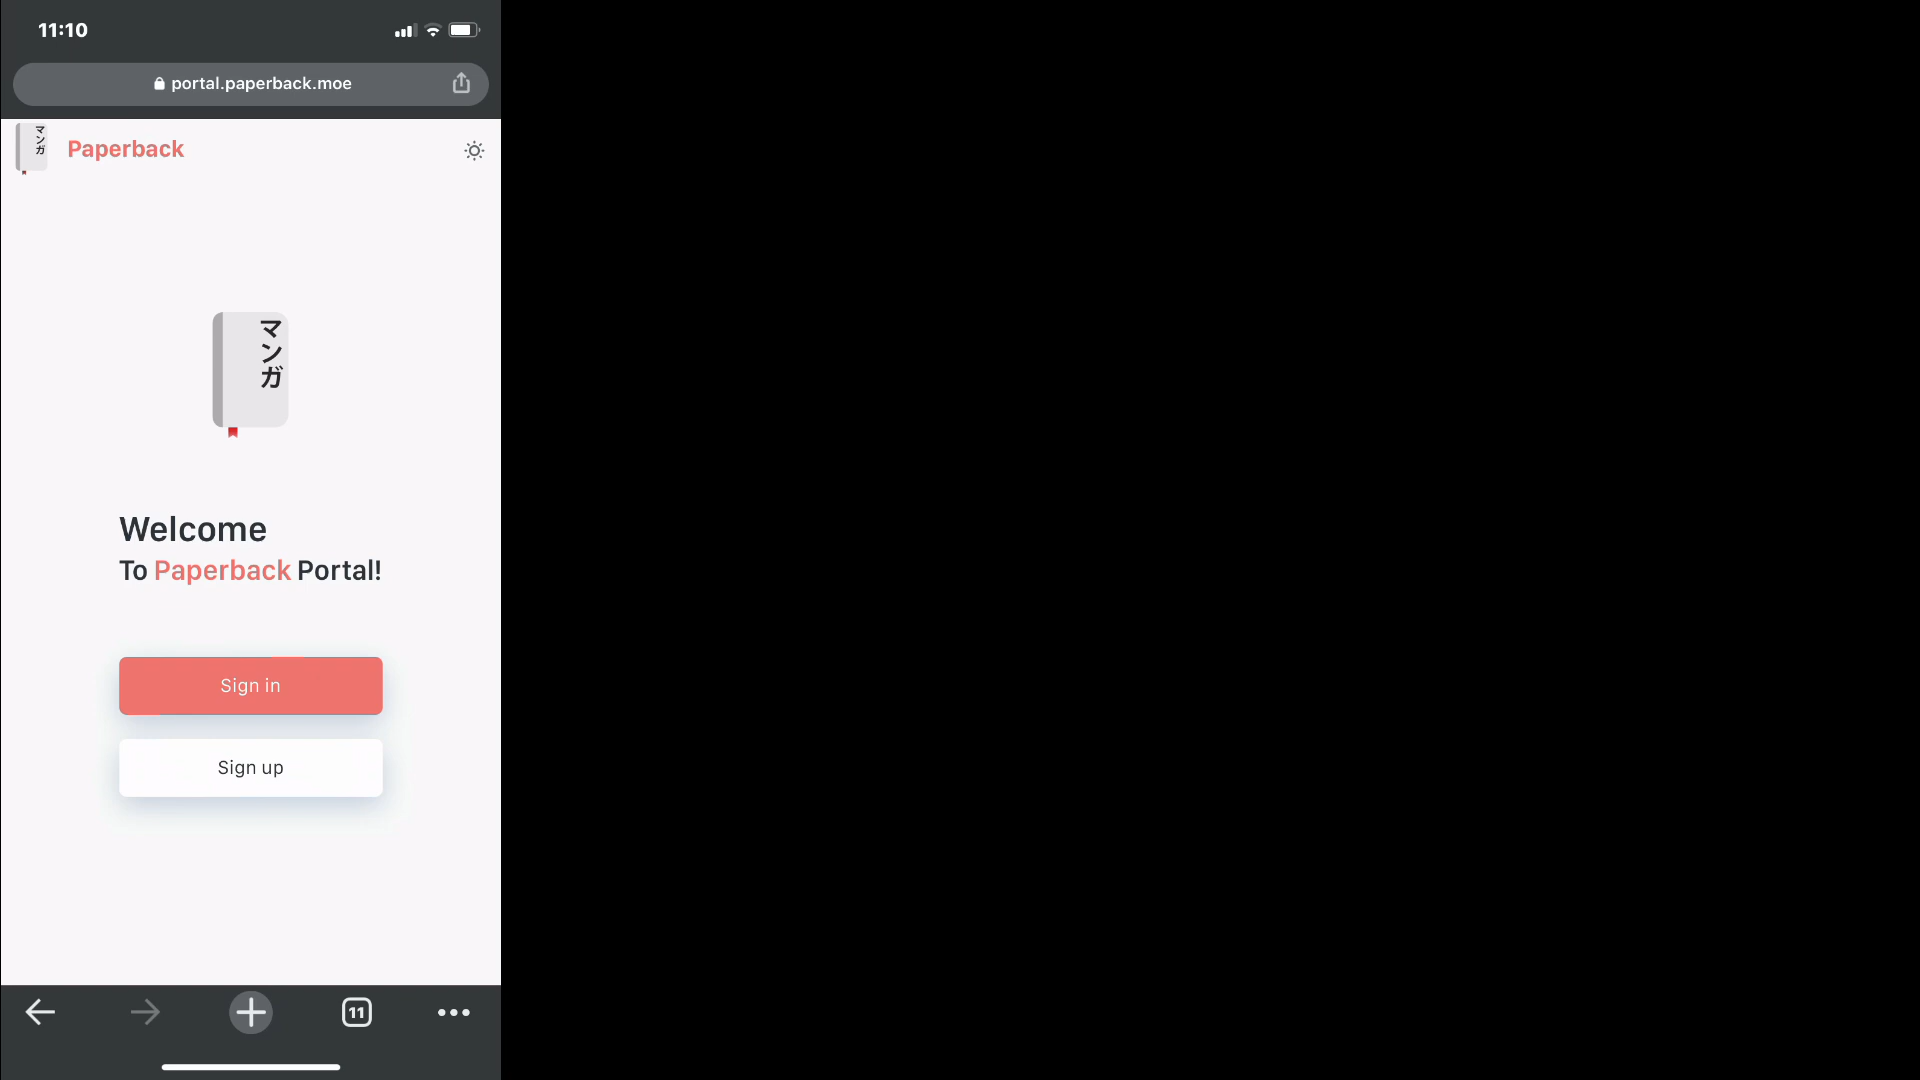 11:10
portal.paperback.moe
マンガ
Paperback
マンガ
Welcome
To Paperback Portal!
Sign in
Sign up
11